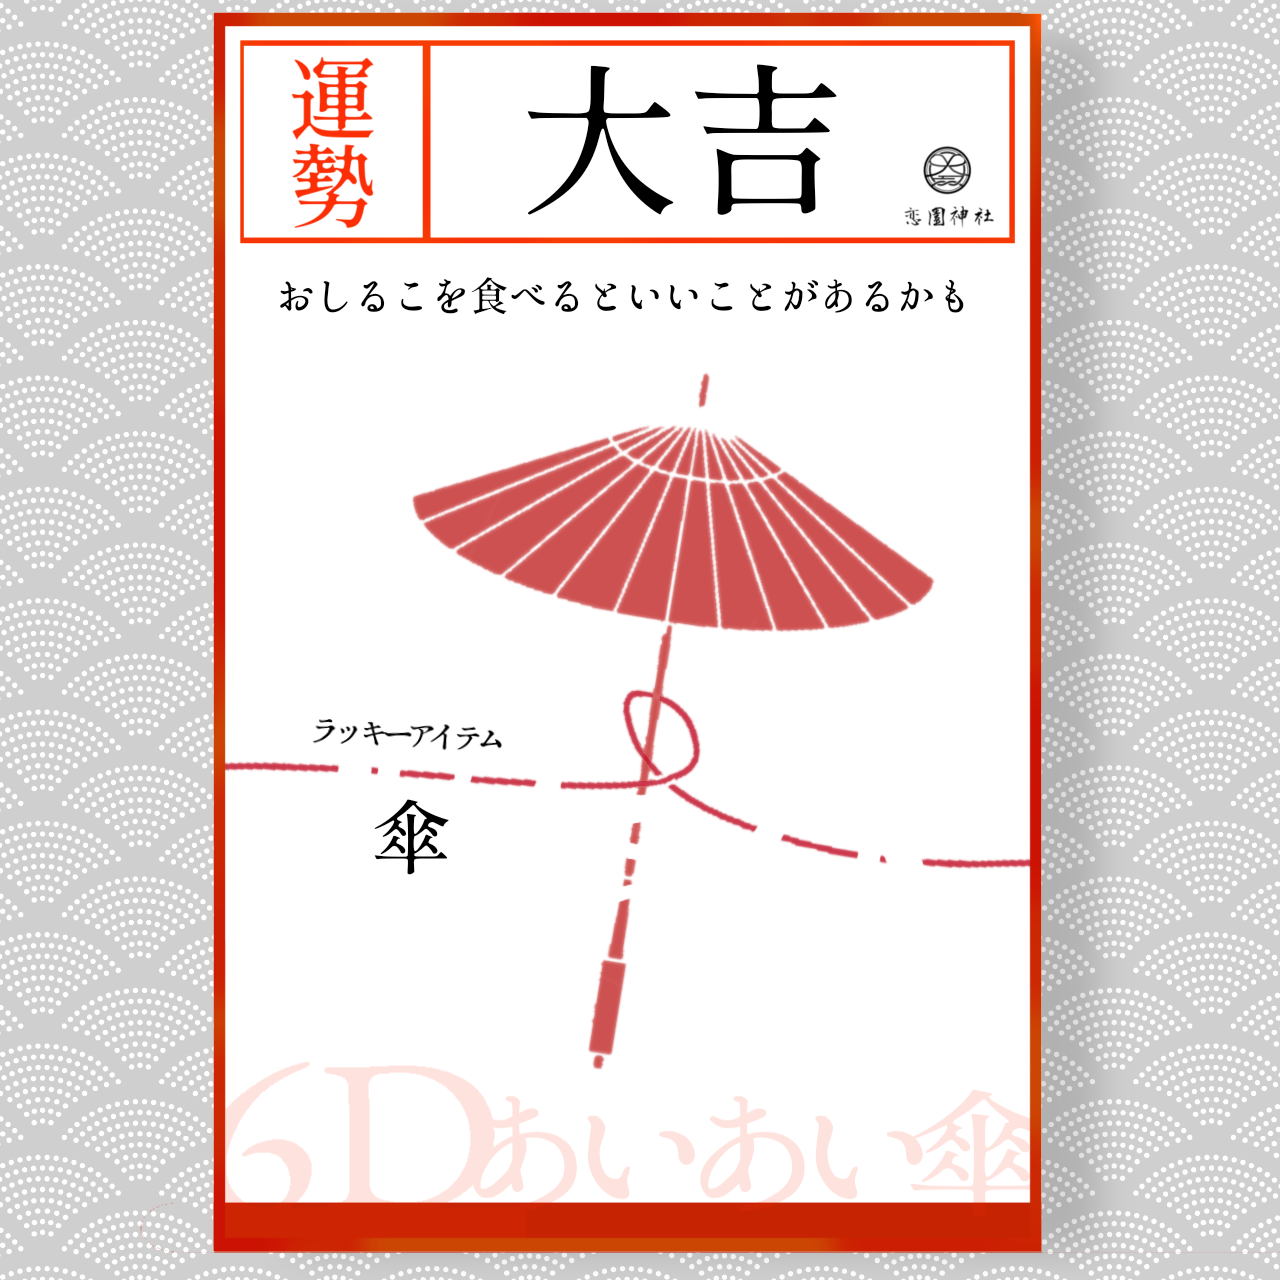 運勢
大吉
恋園神社
おしるこを食べるといいことがあるかも
ラッキーアイテム
傘
6Dあいあい傘